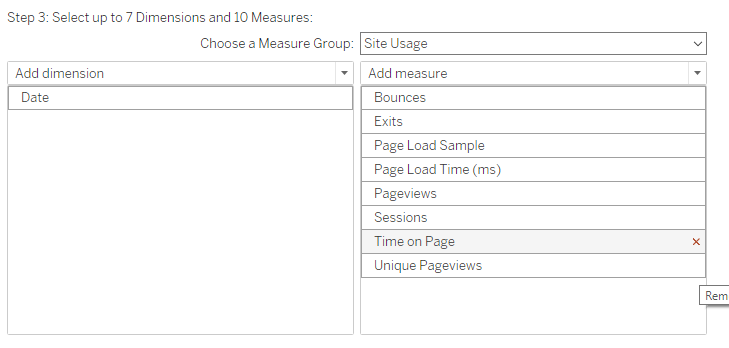 Step 3: Select up to 7 Dimensions and 10 Measures:
Choose a Measure Group: Site Usage
Add dimension
Date
Add measure
Bounces
Exits
Page Load Sample
Page Load Time (ms)
Pageviews
Sessions
Time on Page
Unique Pageviews
Rem